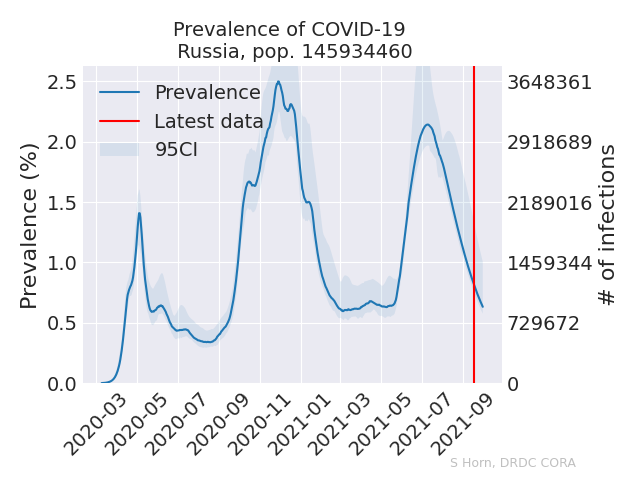 Prevalence of COVID-19
Russia, pop. 145934460
Prevalence (%)
2.5
2.0
1.5
1.0
0.5
0.0
Prevalence
Latest data
95CI
3648361
2918689
2189016
1459344
729672
0
# of infections
2020-03
2020-05
2020-07
2020-09
2020-11
2021-01
2021-03
2021-05
2021-07
2021-09
S Horn, DRDC CORA